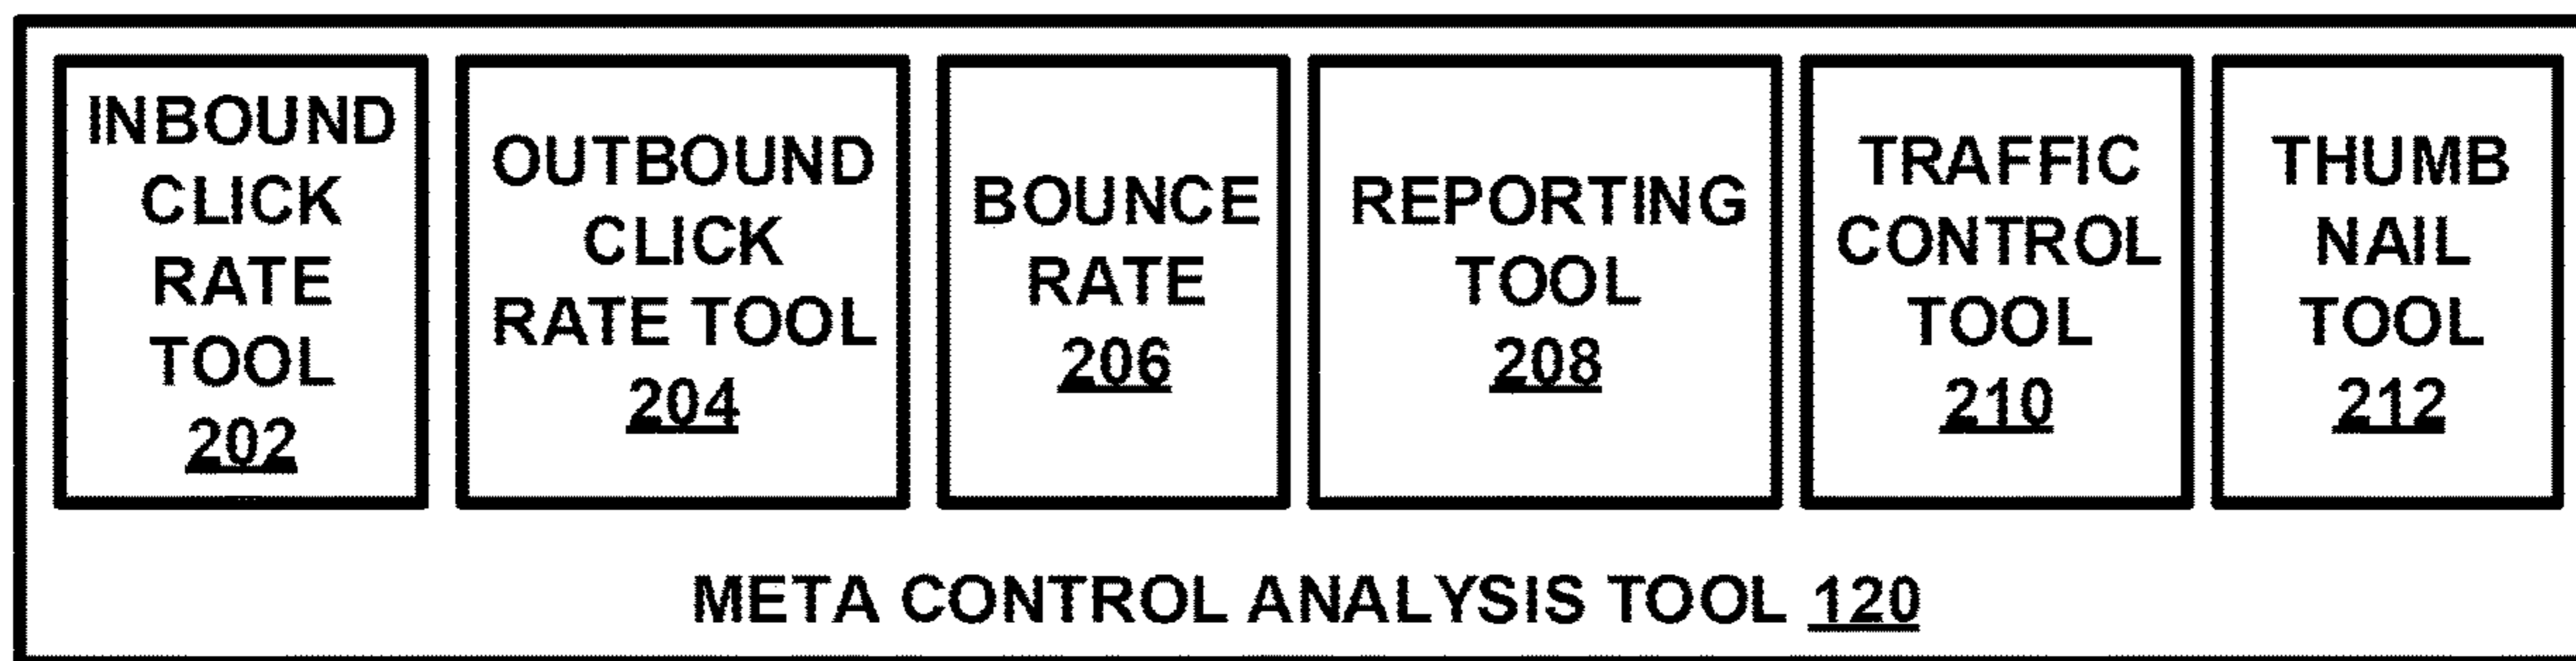 INBOUND
CLICK
RATE
TOOL
202
OUTBOUND
CLICK
RATE TOOL
204
BOUNCE
RATE
206
REPORTING
TOOL
208
TRAFFIC
CONTROL
TOOL
210
THUMB
NAIL
TOOL
212
META CONTROL ANALYSIS TOOL 120